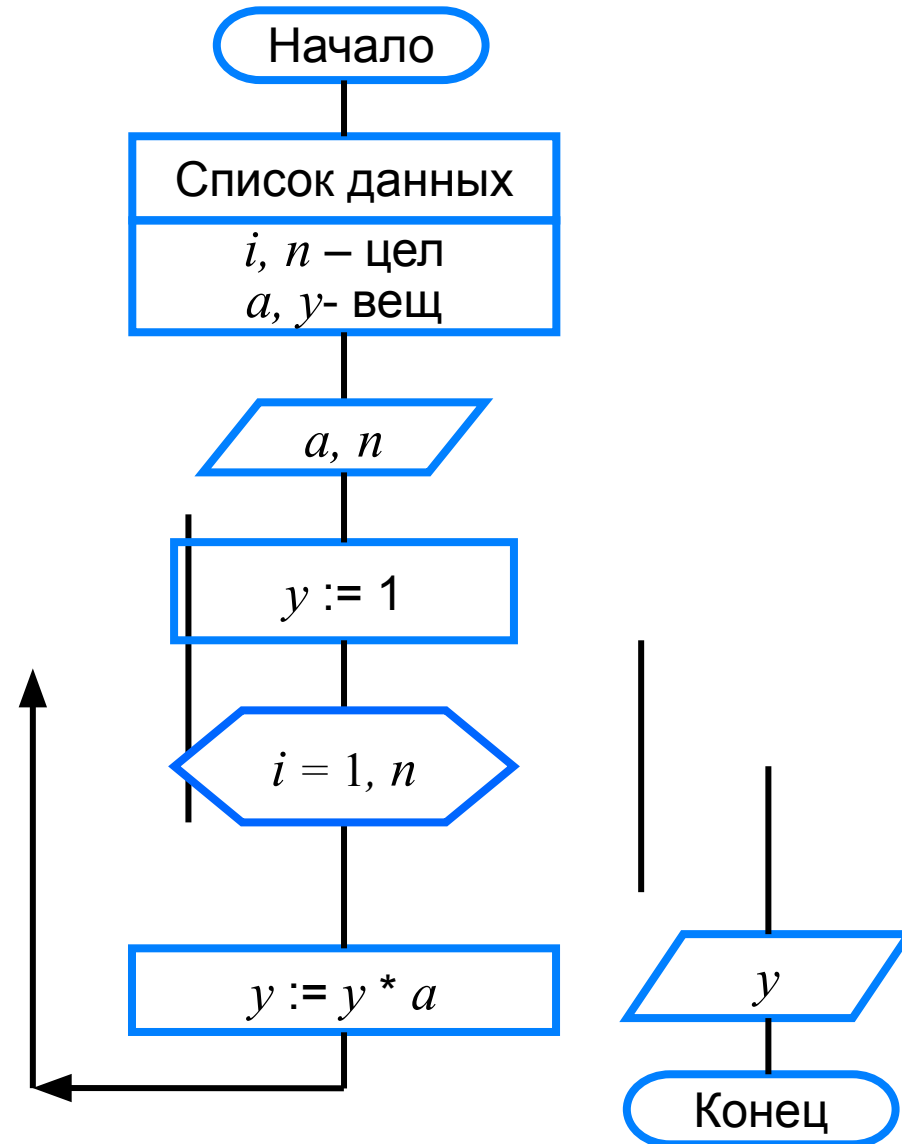 Начало
Список данных
i, n – цел
a, y- вещ
a, n
y := 1
i = 1, n
y := y * a
y
Конец